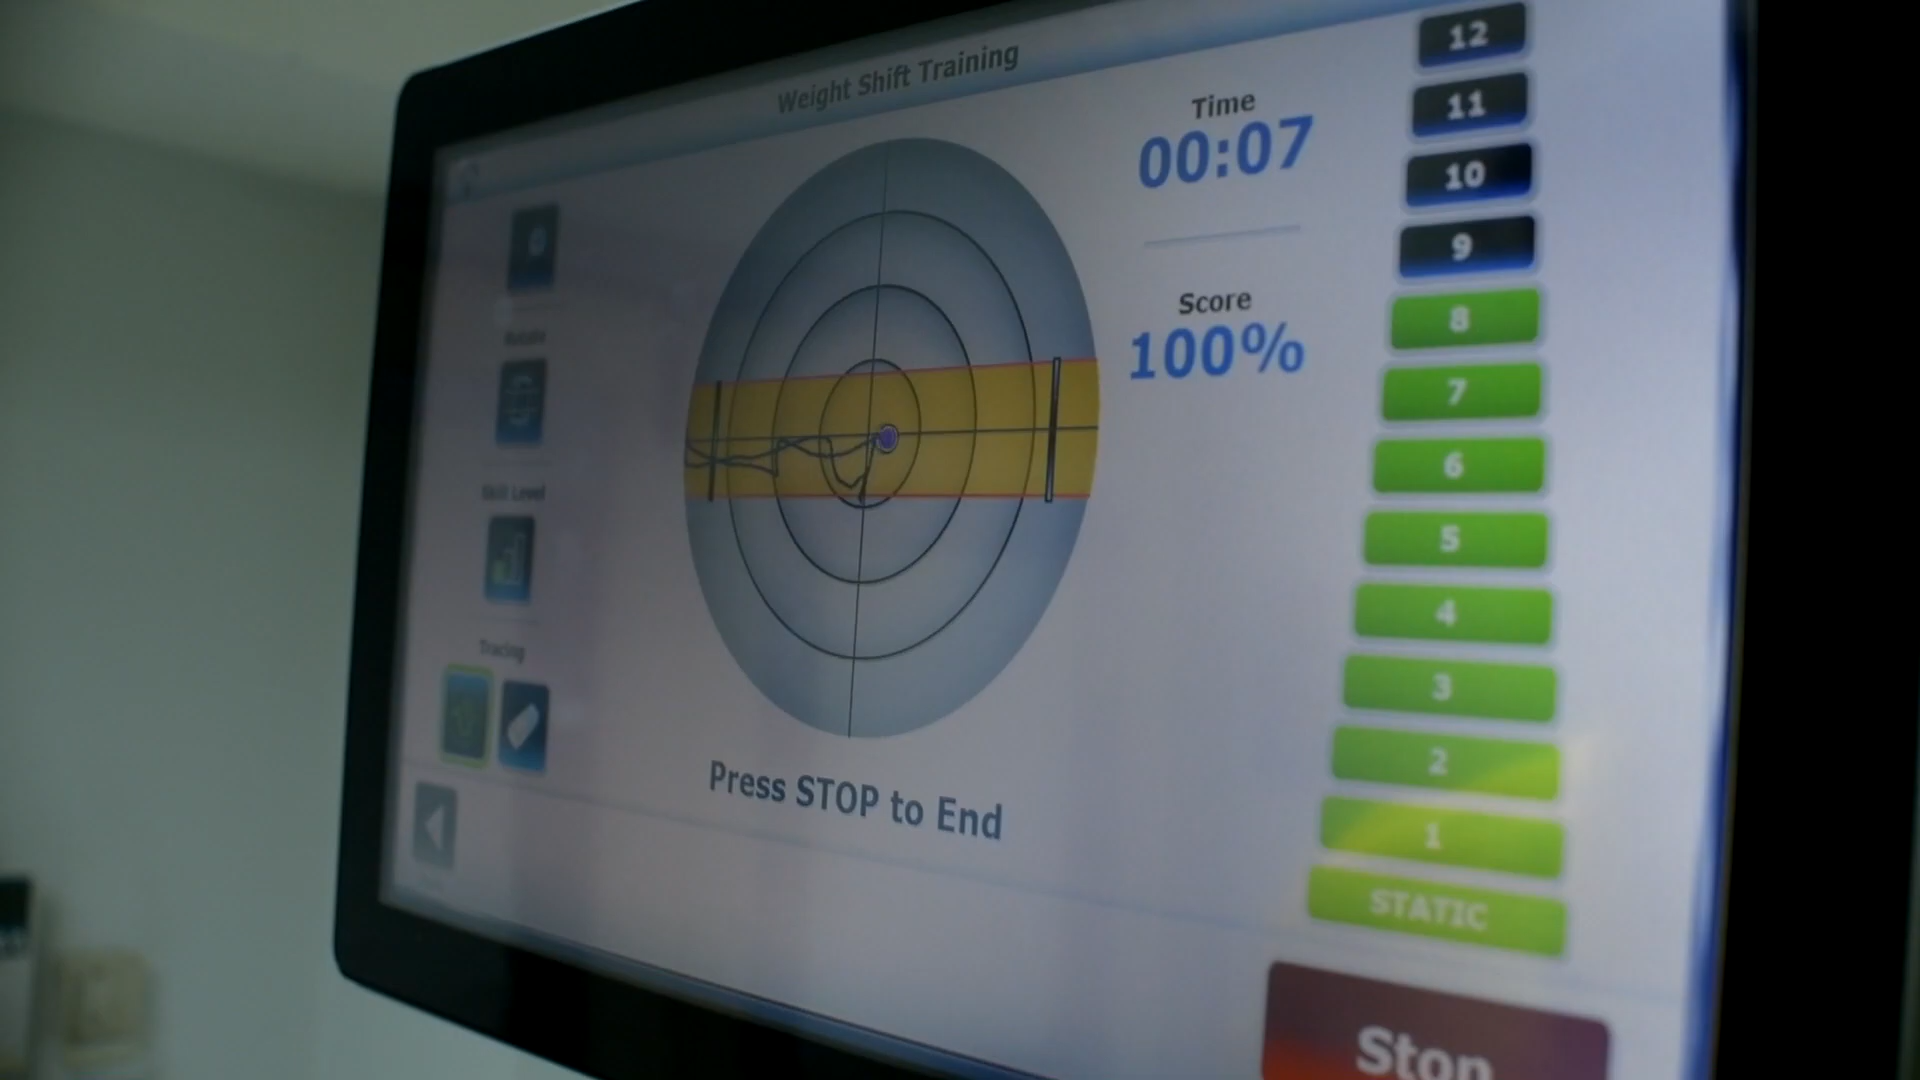 Weight Shift Training
Rotate
Skill Level
Tracing
Time
00:07
Score
100%
Press STOP to End
12
11
10
9
8
7
6
5
4
3
2
1
STATIC
Stop